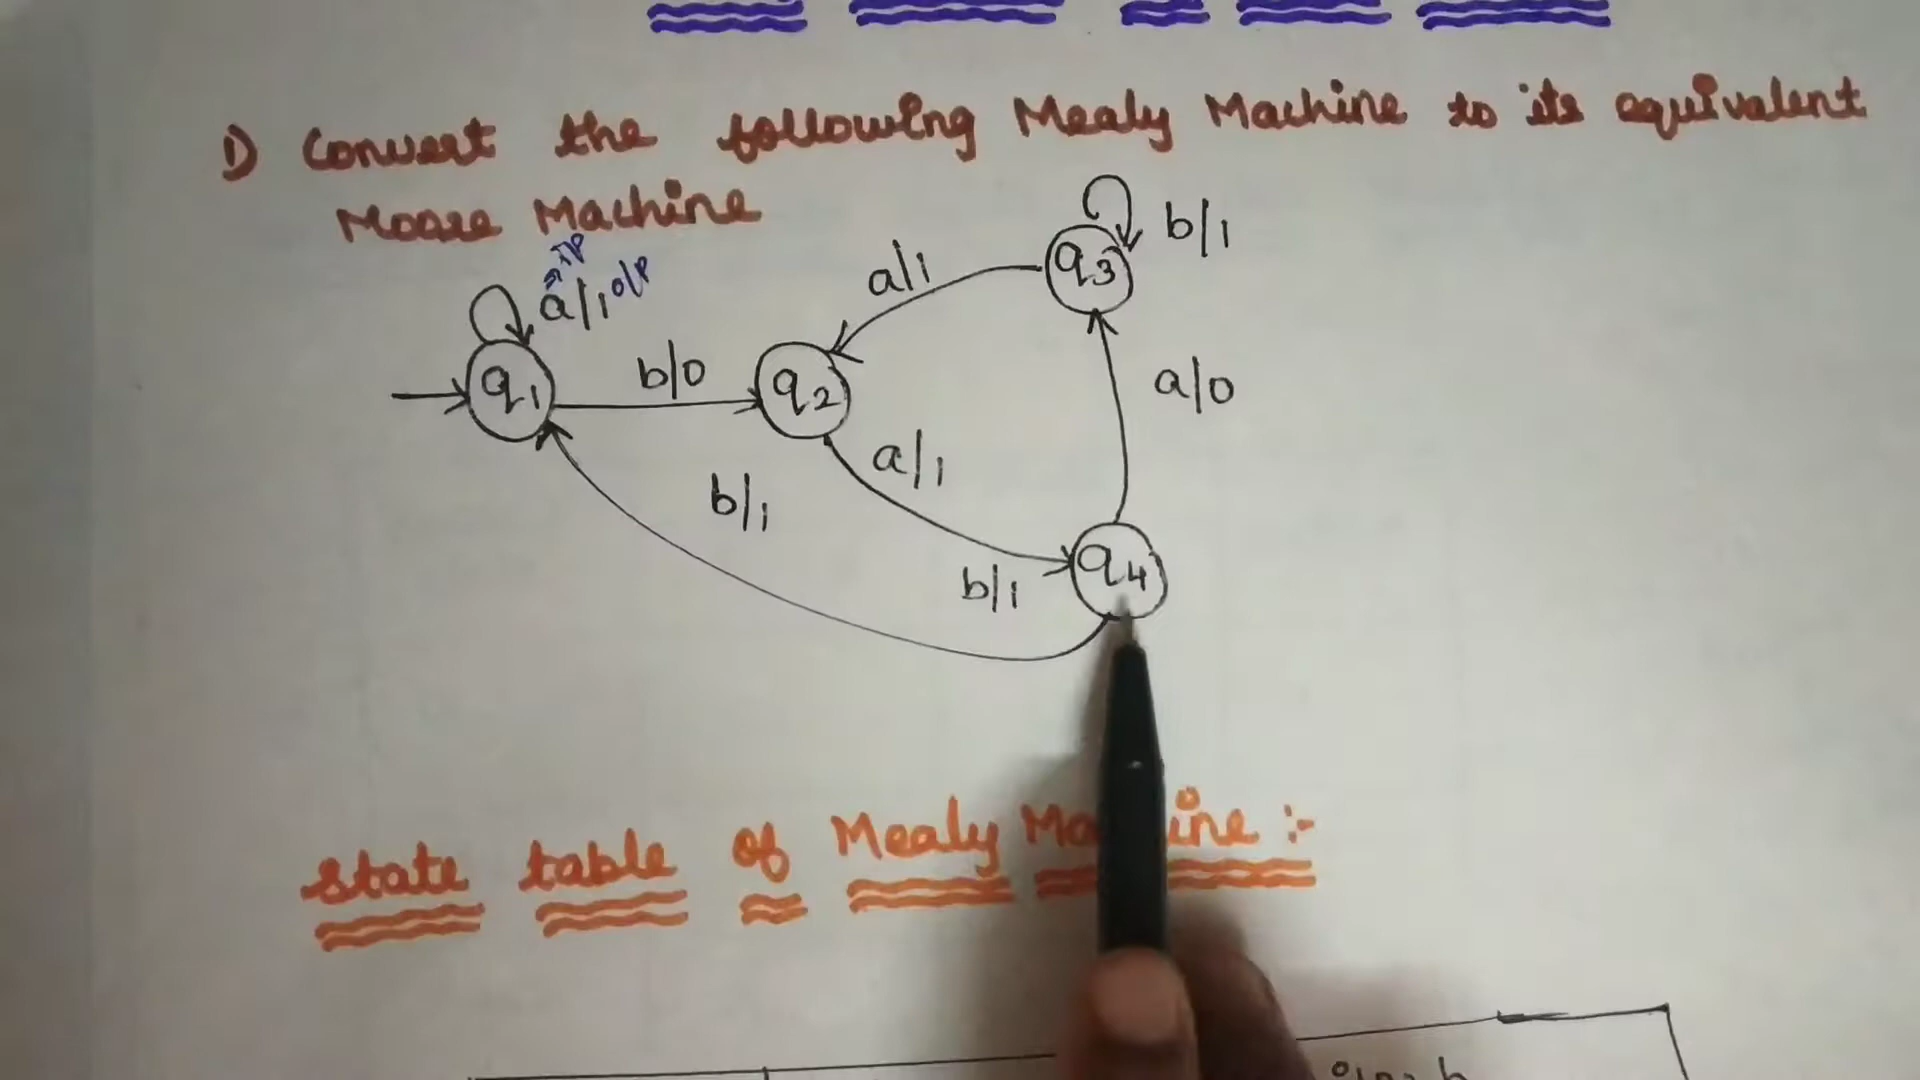 1) Convert the following Mealy Machine to its equivalent
Moore Machine
b/1
q3
a/1
i/p
a/1 o/p
q1
b/0
q2
a/0
a/1
b/1
b/1
q4
State table of Mealy Machine :-